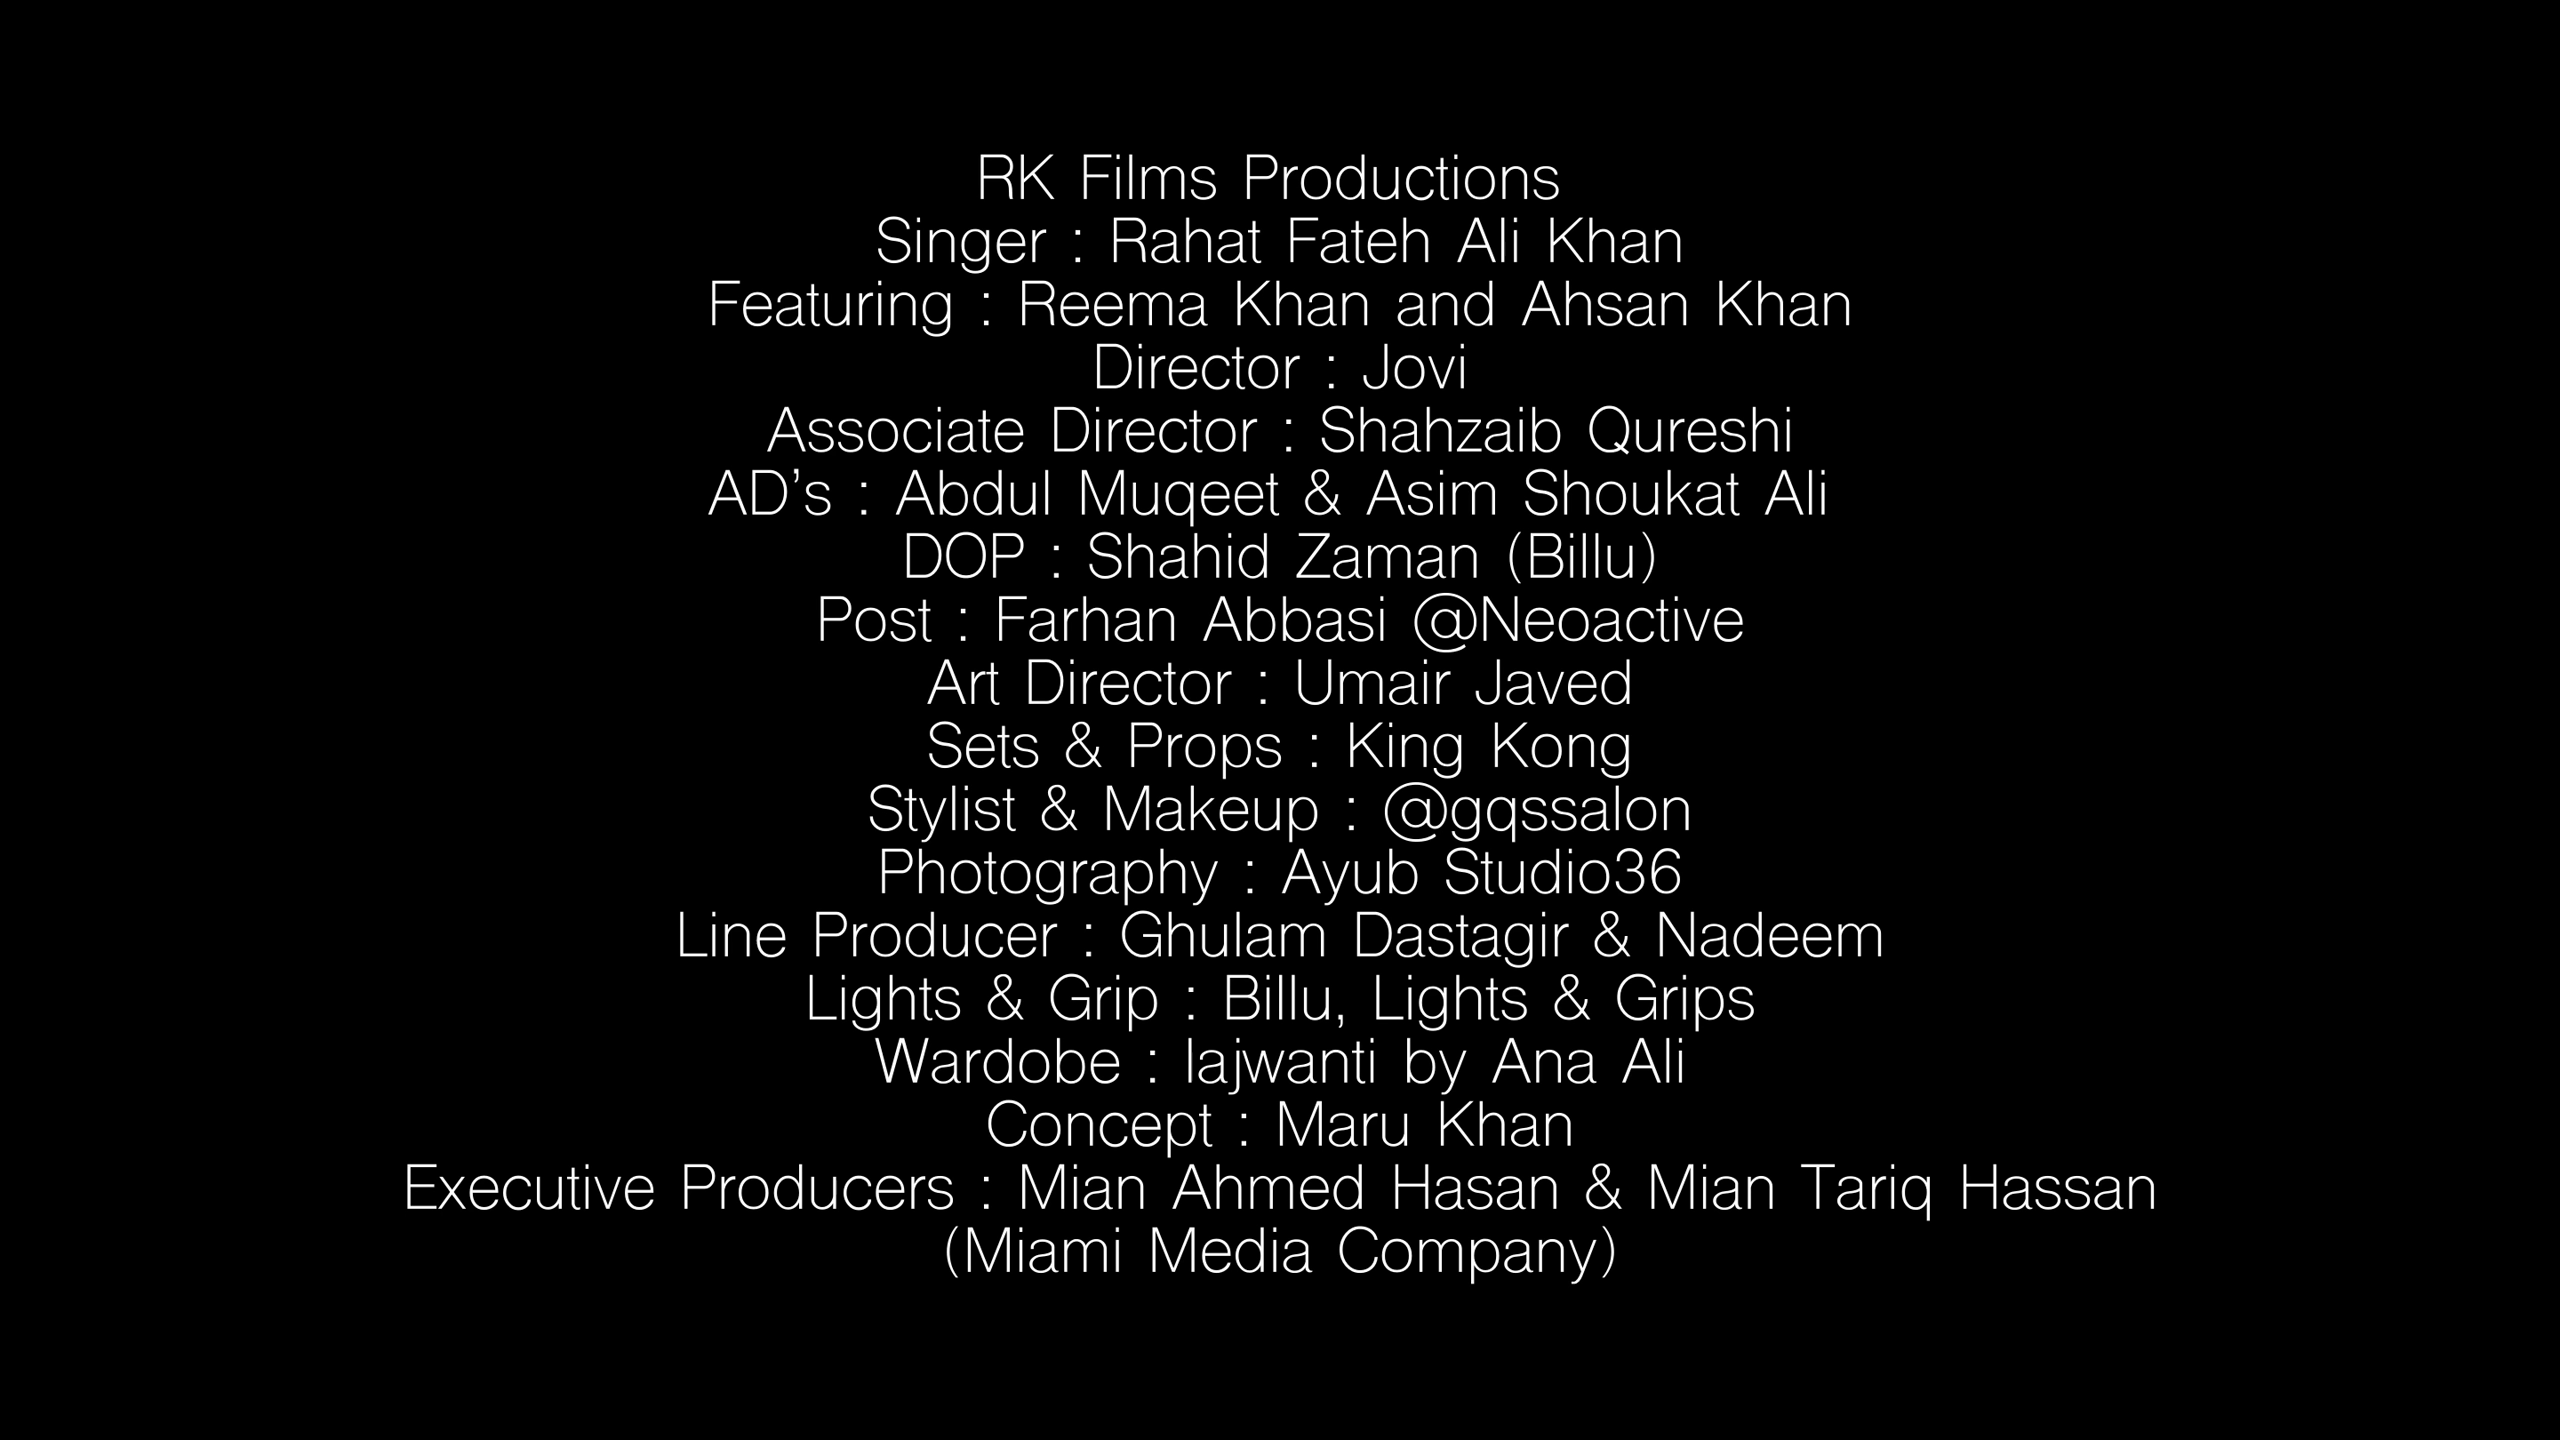 RK Films Productions
Singer : Rahat Fateh Ali Khan
Featuring : Reema Khan and Ahsan Khan
Director : Jovi
Associate Director : Shahzaib Qureshi
AD’s : Abdul Muqeet & Asim Shoukat Ali
DOP : Shahid Zaman (Billu)
Post : Farhan Abbasi @Neoactive
Art Director : Umair Javed
Sets & Props : King Kong
Stylist & Makeup : @gqssalon
Photography : Ayub Studio36
Line Producer : Ghulam Dastagir & Nadeem
Lights & Grip : Billu, Lights & Grips
Wardobe : lajwanti by Ana Ali
Concept : Maru Khan
Executive Producers : Mian Ahmed Hasan & Mian Tariq Hassan
(Miami Media Company)